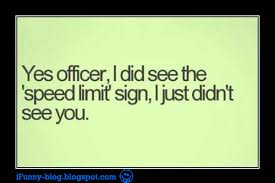 Yes officer, I did see the
'speed limit' sign, I just didn't
see you.
iFunny-blog.blogspot.com